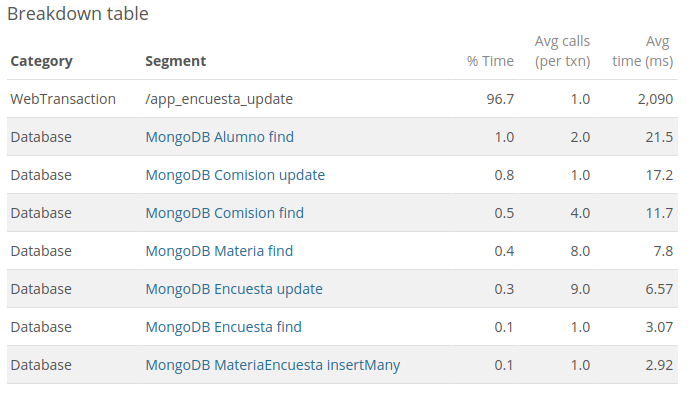 Breakdown table
Category Segment % Time Avg calls (per txn) Avg time (ms)
WebTransaction /app_encuesta_update 96.7 1.0 2,090
Database MongoDB Alumno find 1.0 2.0 21.5
Database MongoDB Comision update 0.8 1.0 17.2
Database MongoDB Comision find 0.5 4.0 11.7
Database MongoDB Materia find 0.4 8.0 7.8
Database MongoDB Encuesta update 0.3 9.0 6.57
Database MongoDB Encuesta find 0.1 1.0 3.07
Database MongoDB MateriaEncuesta insertMany 0.1 1.0 2.92